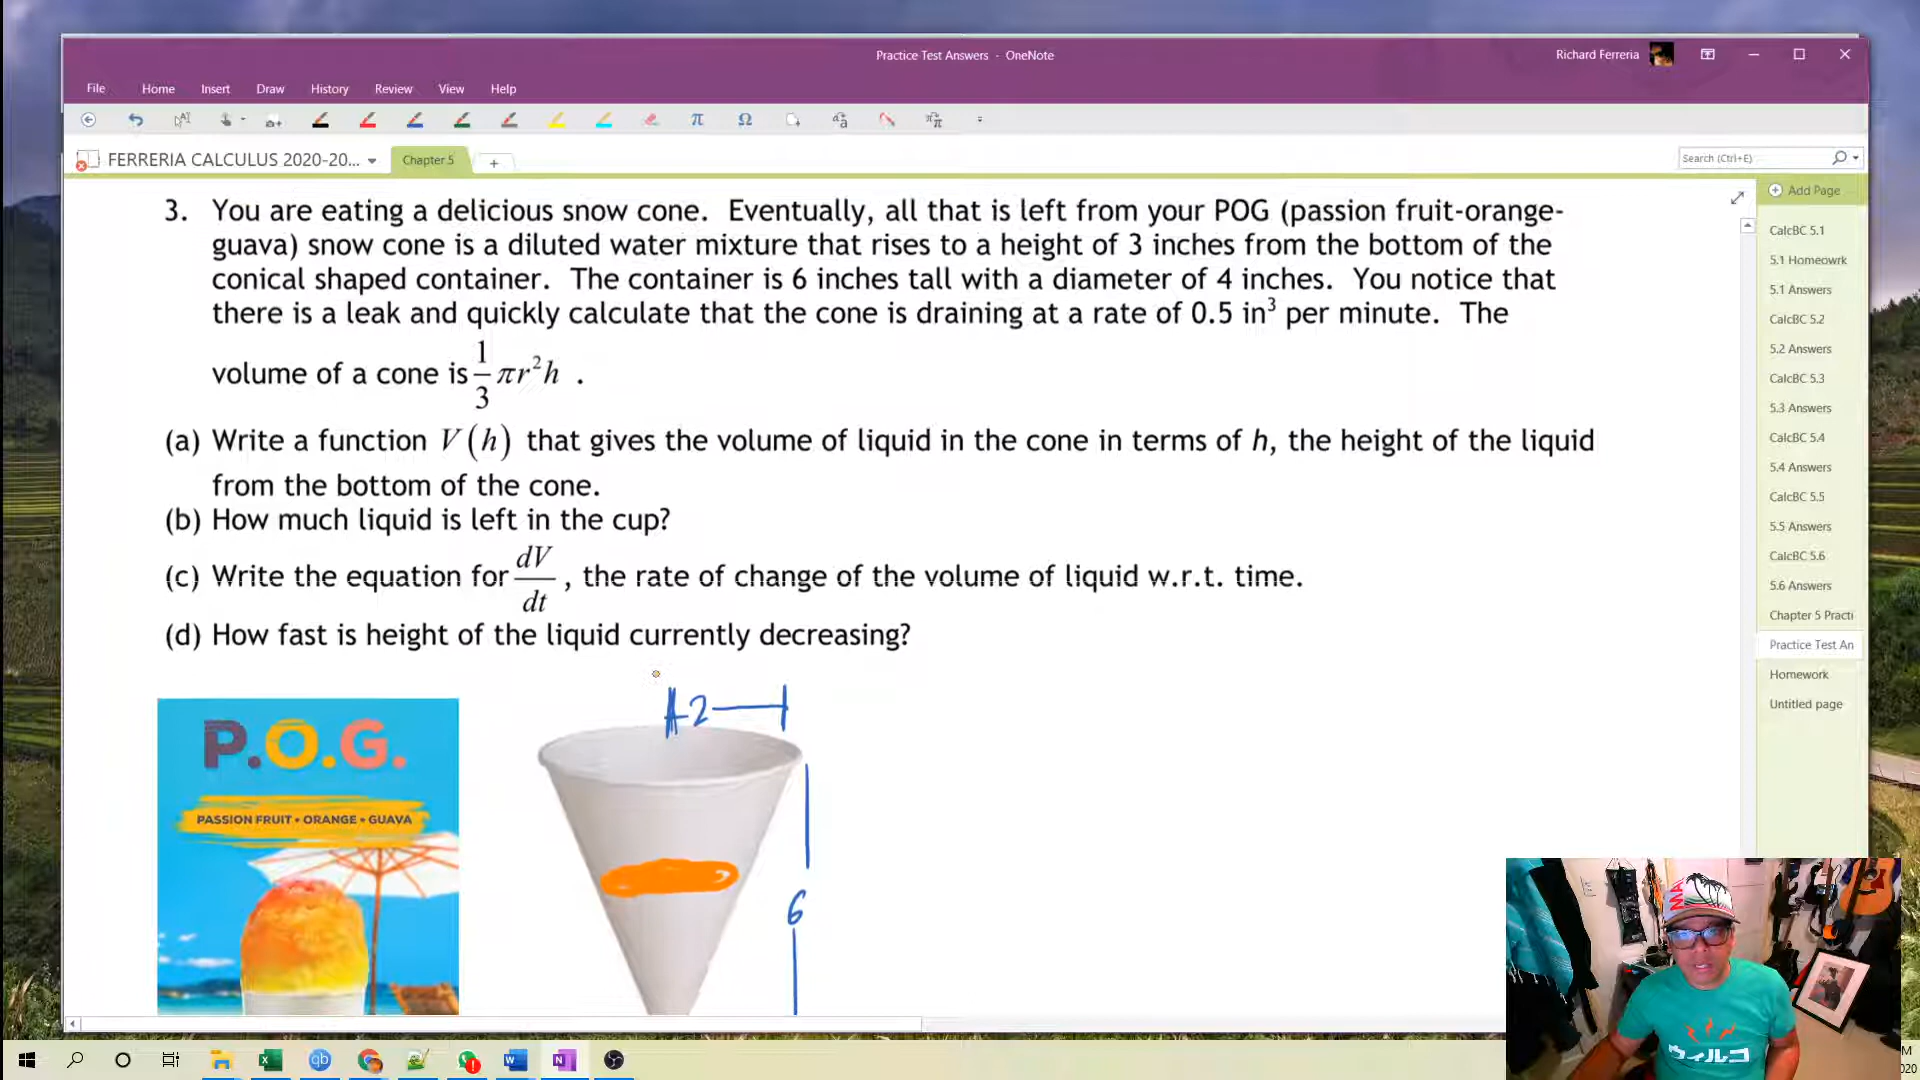 Practice Test Answers - OneNote
Richard Ferreria
File Home Insert Draw History Review View Help
FERRERIA CALCULUS 2020-20...
Chapter 5
Search (Ctrl+E)
3. You are eating a delicious snow cone. Eventually, all that is left from your POG (passion fruit-orange-
guava) snow cone is a diluted water mixture that rises to a height of 3 inches from the bottom of the
conical shaped container. The container is 6 inches tall with a diameter of 4 inches. You notice that
there is a leak and quickly calculate that the cone is draining at a rate of 0.5 in³ per minute. The
volume of a cone is 1/3 πr²h .
(a) Write a function V(h) that gives the volume of liquid in the cone in terms of h, the height of the liquid
from the bottom of the cone.
(b) How much liquid is left in the cup?
(c) Write the equation for dV/dt , the rate of change of the volume of liquid w.r.t. time.
(d) How fast is height of the liquid currently decreasing?
2
6
P.O.G.
PASSION FRUIT • ORANGE • GUAVA
Add Page
CalcBC 5.1
5.1 Homeowrk
5.1 Answers
CalcBC 5.2
5.2 Answers
CalcBC 5.3
5.3 Answers
CalcBC 5.4
5.4 Answers
CalcBC 5.5
5.5 Answers
CalcBC 5.6
5.6 Answers
Chapter 5 Practi
Practice Test An
Homework
Untitled page
ウィルコ